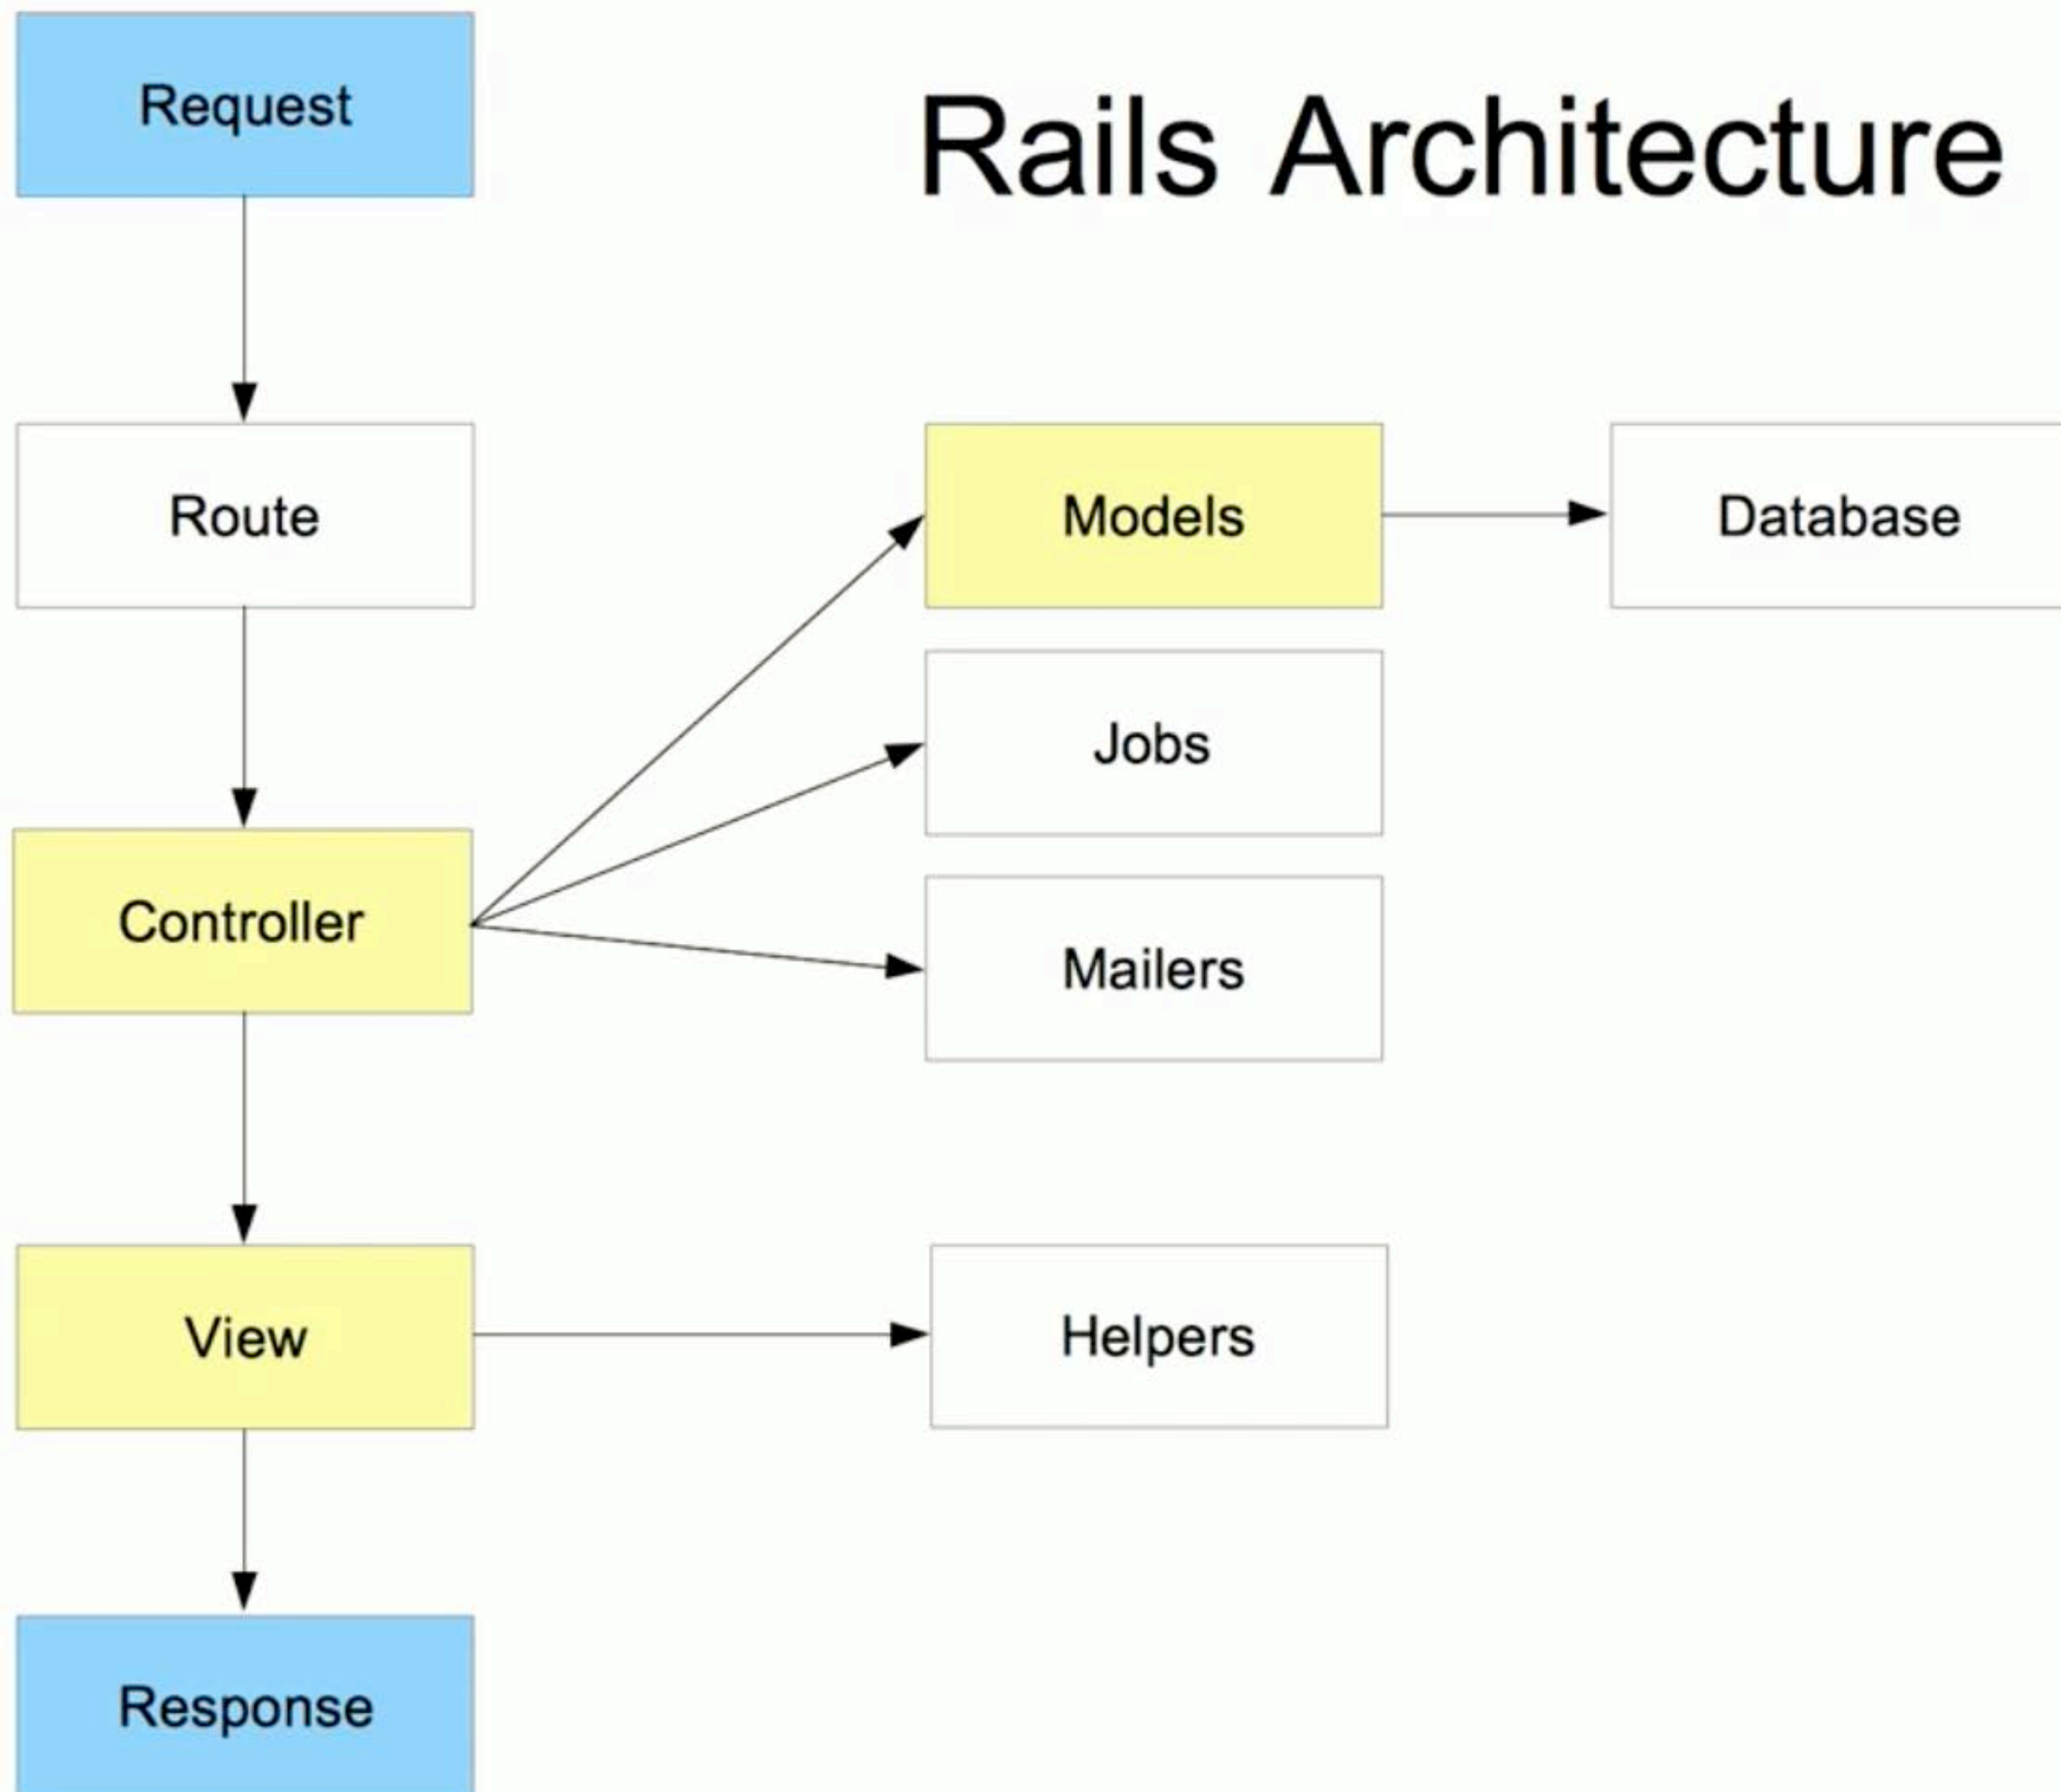 Request
Rails Architecture
Route
Models
Database
Jobs
Controller
Mailers
View
Helpers
Response